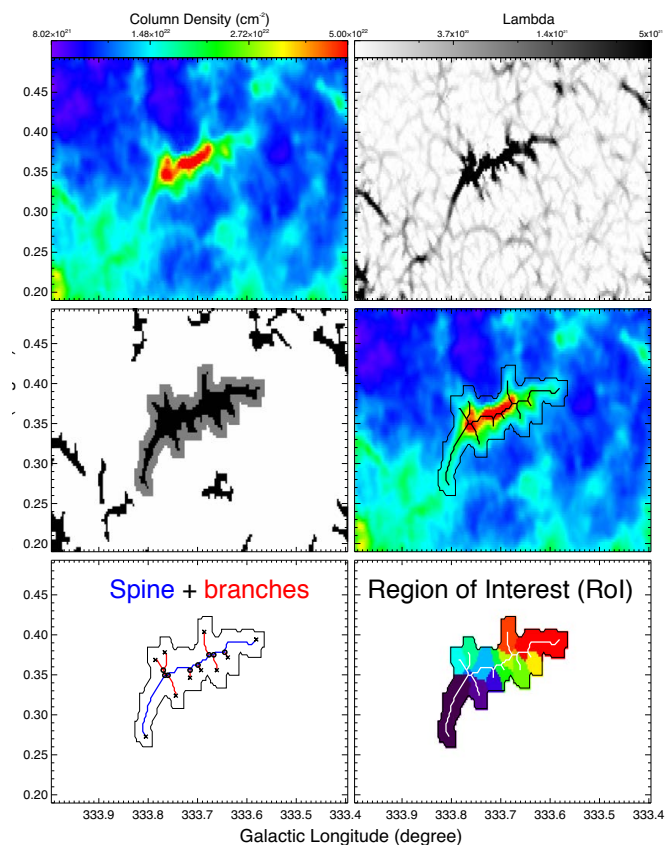 Column Density (cm⁻²)
Lambda
8.02×10²¹ 1.48×10²² 2.72×10²² 5.00×10²²
3.7×10²⁰ 1.4×10²¹ 5×10²¹
0.45
0.40
0.35
0.30
0.25
0.20
0.45
0.40
0.35
0.30
0.25
0.20
Spine + branches
Region of Interest (RoI)
0.45
0.40
0.35
0.30
0.25
0.20
333.9 333.8 333.7 333.6 333.5 333.4
333.9 333.8 333.7 333.6 333.5 333.4
Galactic Longitude (degree)